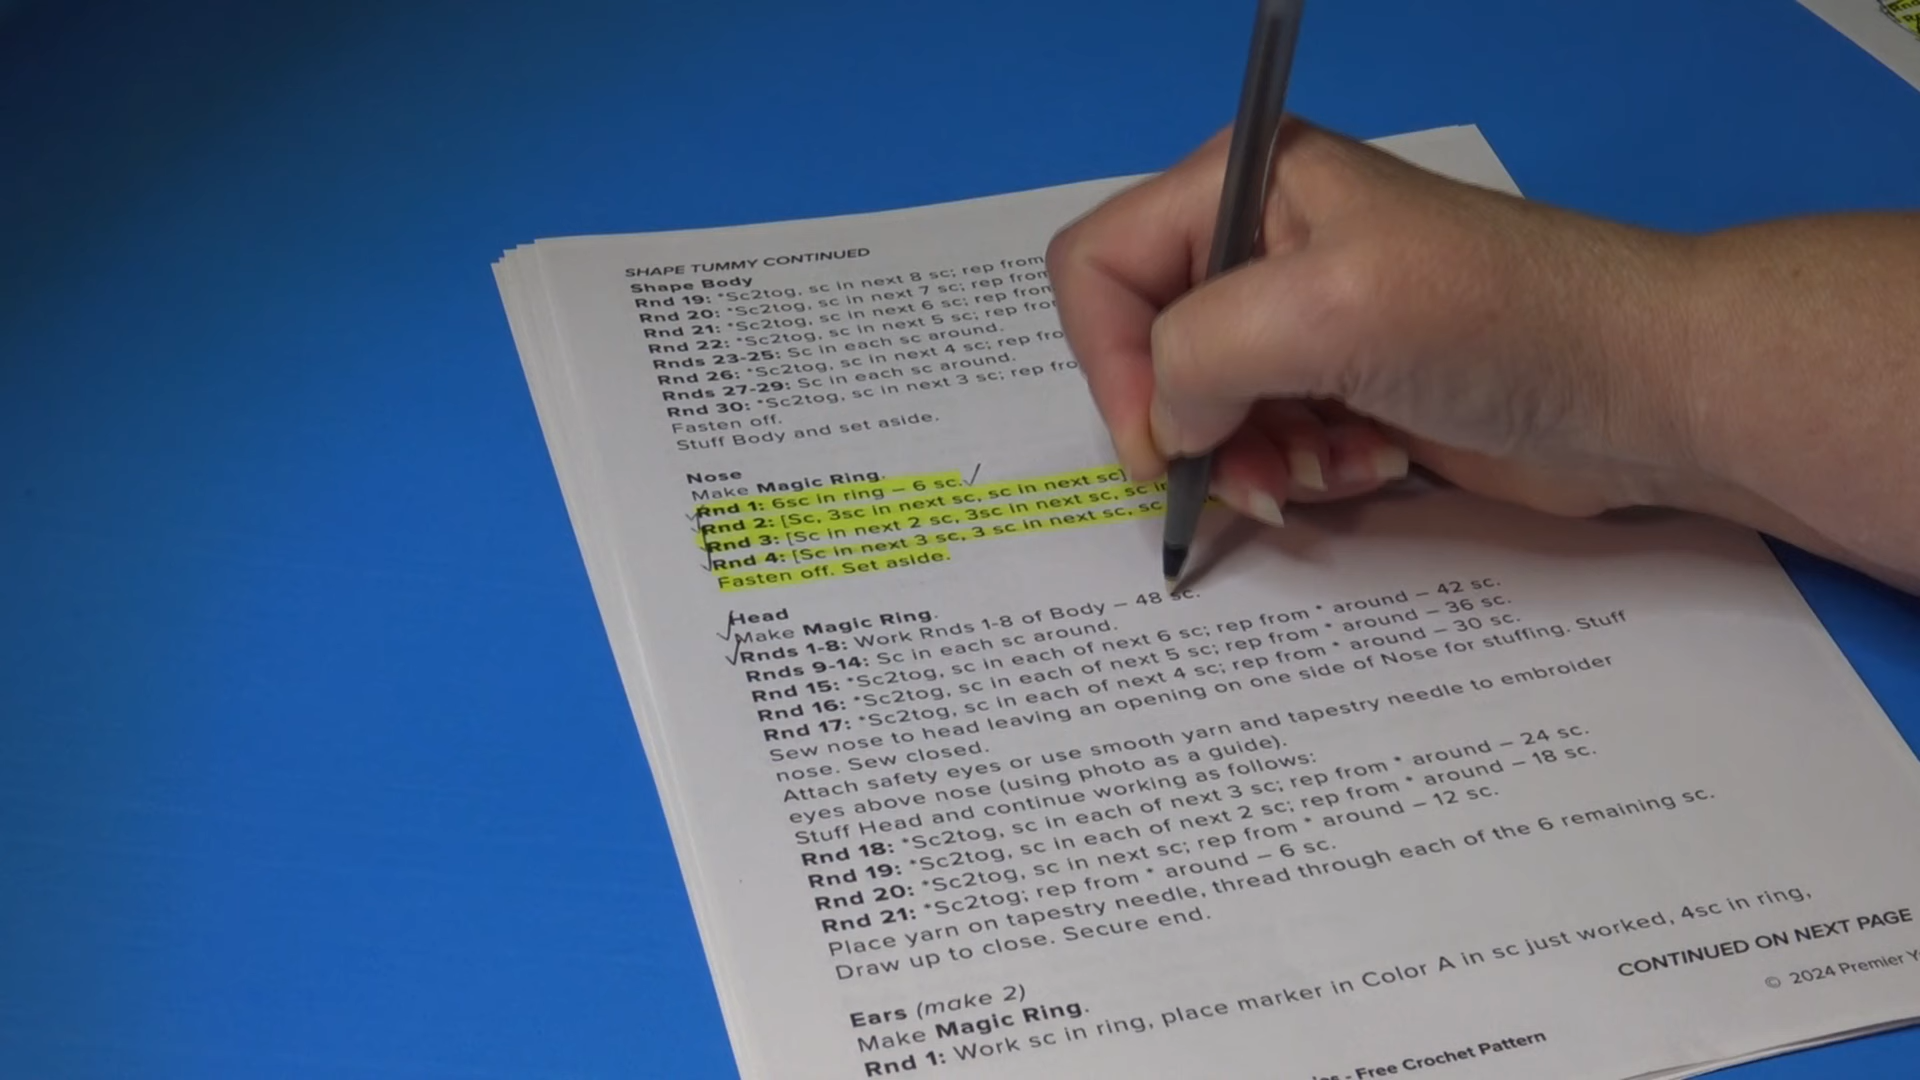 SHAPE TUMMY CONTINUED
Shape Body
Rnd 19: *Sc2tog, sc in next 8 sc; rep from
Rnd 20: *Sc2tog, sc in next 7 sc; rep from
Rnd 21: *Sc2tog, sc in next 6 sc; rep from
Rnd 22: *Sc2tog, sc in next 5 sc; rep from
Rnds 23-25: Sc in each sc around.
Rnd 26: *Sc2tog, sc in next 4 sc; rep fro
Rnds 27-29: Sc in each sc around.
Rnd 30: *Sc2tog, sc in next 3 sc; rep fro
Fasten off.
Stuff Body and set aside.
Nose
Make Magic Ring.
Rnd 1: 6sc in ring – 6 sc.
Rnd 2: [Sc, 3sc in next sc, sc in next sc]
Rnd 3: [Sc in next 2 sc, 3sc in next sc, sc in
Rnd 4: [Sc in next 3 sc, 3 sc in next sc, sc
Fasten off. Set aside.
Head
Make Magic Ring.
Rnds 1-8: Work Rnds 1-8 of Body – 48 sc.
Rnds 9-14: Sc in each sc around.
Rnd 15: *Sc2tog, sc in each of next 6 sc; rep from * around – 42 sc.
Rnd 16: *Sc2tog, sc in each of next 5 sc; rep from * around – 36 sc.
Rnd 17: *Sc2tog, sc in each of next 4 sc; rep from * around – 30 sc.
Sew nose to head leaving an opening on one side of Nose for stuffing. Stuff
nose. Sew closed.
Attach safety eyes or use smooth yarn and tapestry needle to embroider
eyes above nose (using photo as a guide).
Stuff Head and continue working as follows:
Rnd 18: *Sc2tog, sc in each of next 3 sc; rep from * around – 24 sc.
Rnd 19: *Sc2tog, sc in each of next 2 sc; rep from * around – 18 sc.
Rnd 20: *Sc2tog, sc in next sc; rep from * around – 12 sc.
Rnd 21: *Sc2tog; rep from * around – 6 sc.
Place yarn on tapestry needle, thread through each of the 6 remaining sc.
Draw up to close. Secure end.
Ears (make 2)
Make Magic Ring.
Rnd 1: Work sc in ring, place marker in Color A in sc just worked, 4sc in ring,
CONTINUED ON NEXT PAGE
© 2024 Premier Y
- Free Crochet Pattern